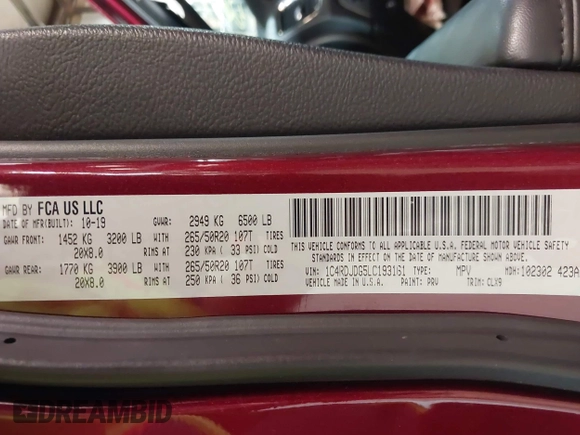 MFD BY FCA US LLC
DATE OF MFR(BUILT): 10-19 GVWR: 2949 KG 6500 LB
GAWR FRONT: 1452 KG 3200 LB WITH 265/50R20 107T TIRES
20X8.0 RIMS AT 230 KPA ( 33 PSI) COLD
GAWR REAR: 1770 KG 3900 LB WITH 265/50R20 107T TIRES
20X8.0 RIMS AT 250 KPA ( 36 PSI) COLD
THIS VEHICLE CONFORMS TO ALL APPLICABLE U.S.A. FEDERAL MOTOR VEHICLE
STANDARDS IN EFFECT ON THE DATE OF MANUFACTURE SHOWN AB
VIN: 1C4RDJDG5LC193161 TYPE: MPV MDH:102302 423A
VEHICLE MADE IN U.S.A. PAINT: PRV TRIM: CLX9
DREAMBID